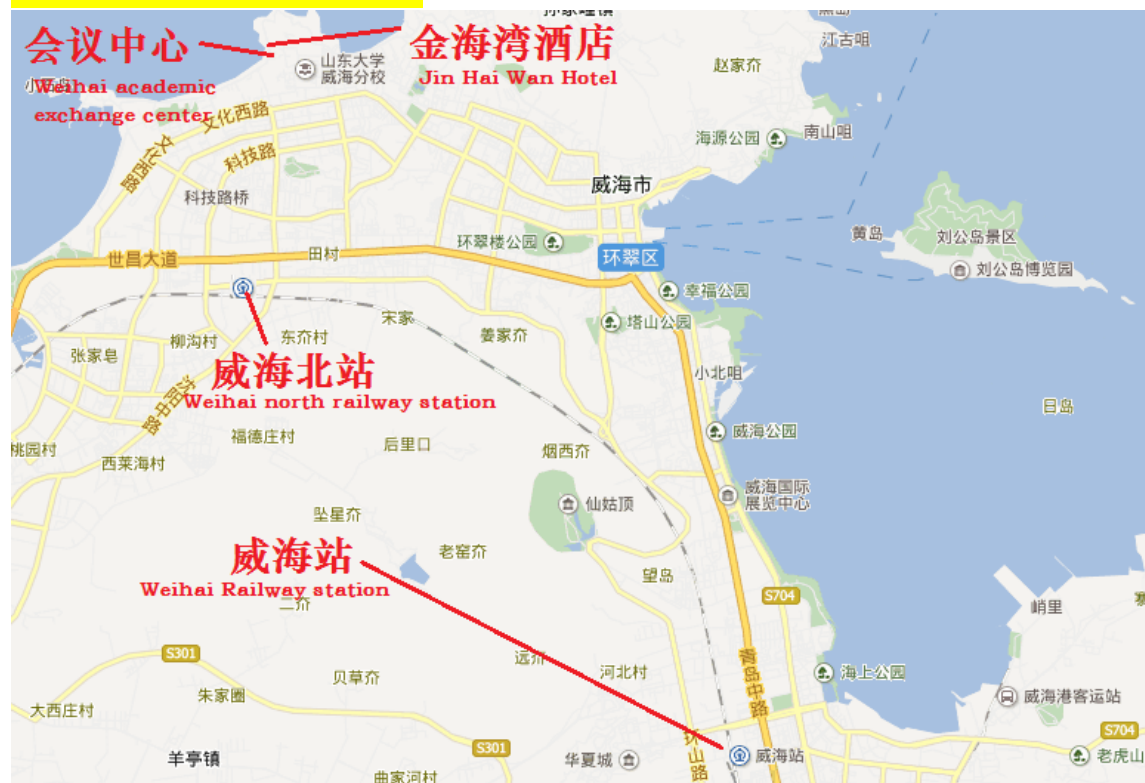 孙家疃镇
江古咀
会议中心
金海湾酒店
山东大学
威海分校
Jin Hai Wan Hotel
赵家夼
Weihai academic
exchange center
文化西路
文化西路
科技路
海源公园
南山咀
科技路桥
威海市
黄岛
刘公岛景区
环翠楼公园
田村
世昌大道
环翠区
刘公岛博览园
幸福公园
宋家
塔山公园
姜家夼
东夼村
柳沟村
张家皂
小北咀
威海北站
Weihai north railway station
沈阳中路
日岛
威海公园
福德庄村
后里口
烟西夼
桃园村
西莱海村
威海国际
展览中心
仙姑顶
坠星夼
威海站
老窑夼
望岛
Weihai Railway station
二夼
S704
峭里
S301
青岛中路
远夼
河北村
海上公园
贝草夼
朱家圈
威海港客运站
大西庄村
S704
环山路
S301
羊亭镇
华夏城
威海站
老虎山
曲家河村